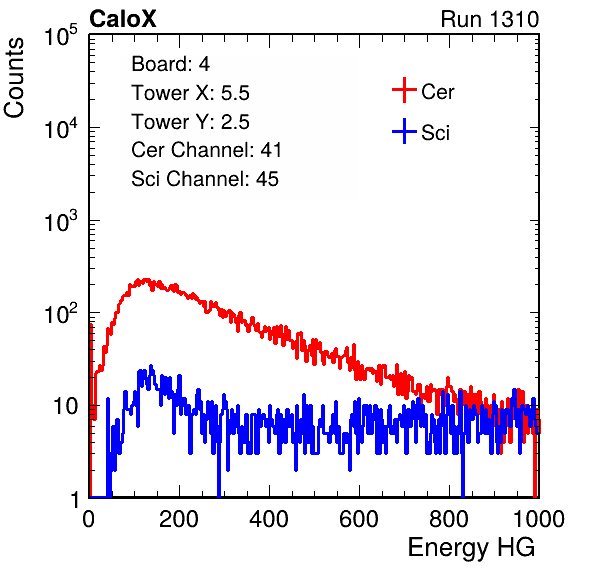 CaloX Run 1310
Counts
Board: 4
Tower X: 5.5
Tower Y: 2.5
Cer Channel: 41
Sci Channel: 45
Cer
Sci
10^5
10^4
10^3
10^2
10
1
0 200 400 600 800 1000
Energy HG